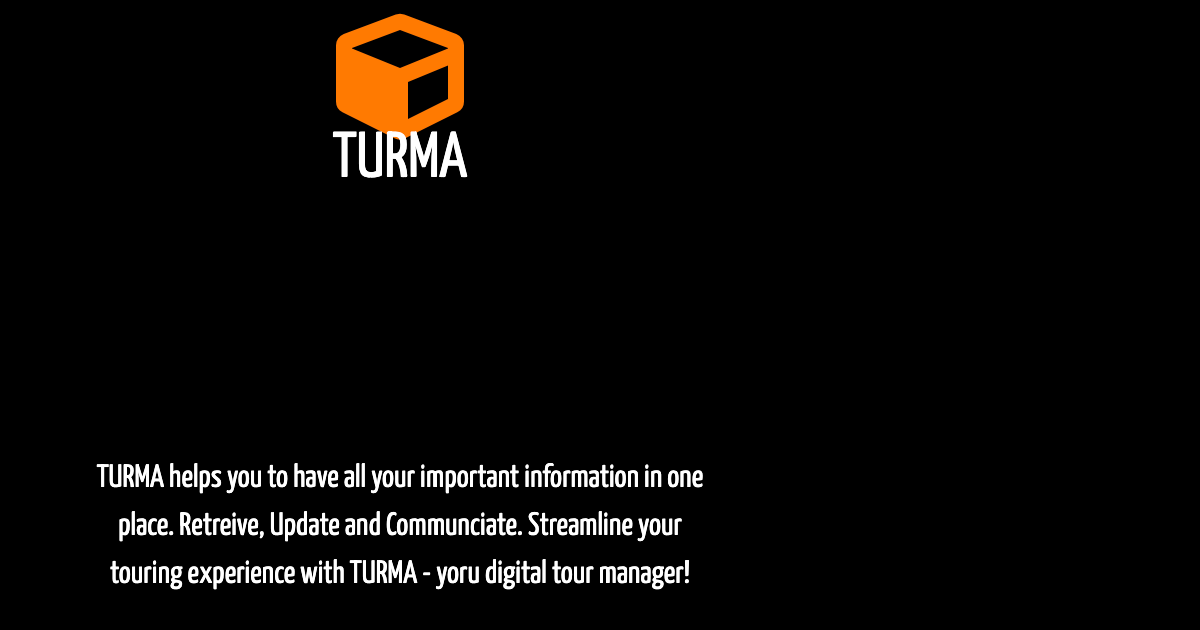 TURMA
TURMA helps you to have all your important information in one
place. Retreive, Update and Communciate. Streamline your
touring experience with TURMA - yoru digital tour manager!